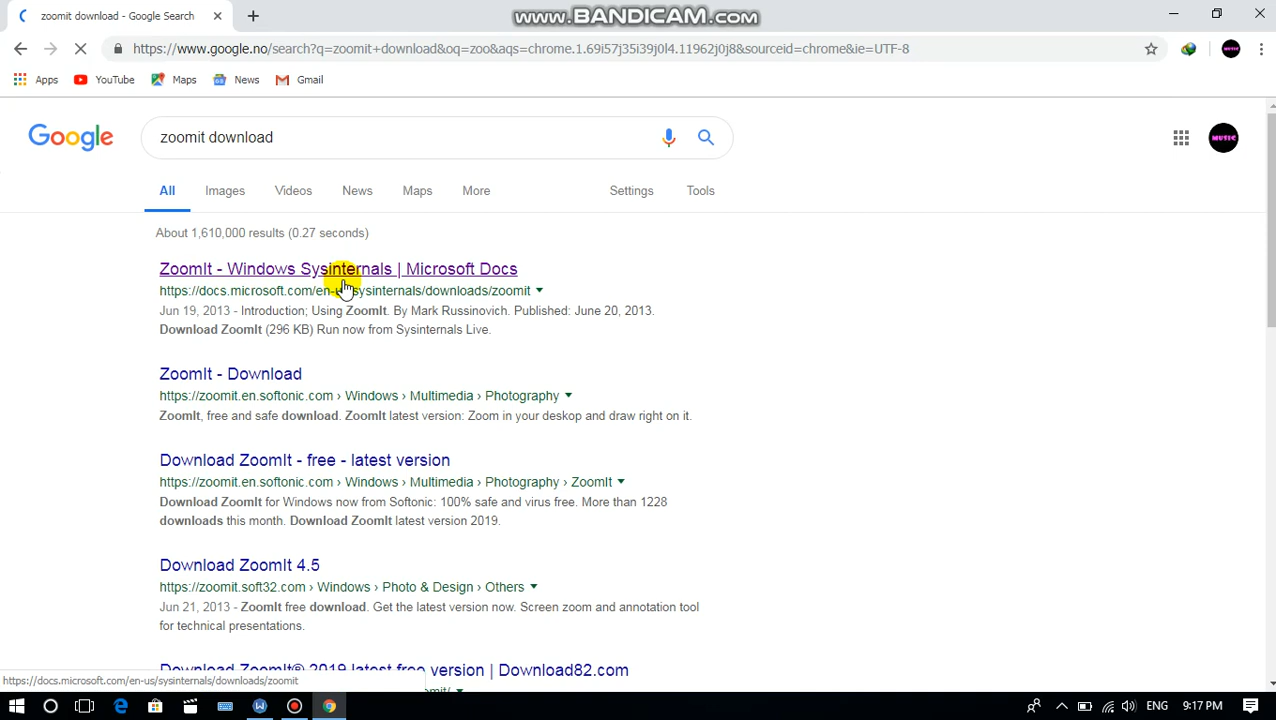 zoomit download - Google Search
www.BANDICAM.com
https://www.google.no/search?q=zoomit+download&oq=zoo&aqs=chrome.1.69i57j35i39j0l4.11962j0j8&sourceid=chrome&ie=UTF-8
Apps YouTube Maps News Gmail
Google zoomit download
MUSIC
All Images Videos News Maps More Settings Tools
About 1,610,000 results (0.27 seconds)
ZoomIt - Windows Sysinternals | Microsoft Docs
https://docs.microsoft.com/en-us/sysinternals/downloads/zoomit
Jun 19, 2013 - Introduction; Using ZoomIt. By Mark Russinovich. Published: June 20, 2013.
Download ZoomIt (296 KB) Run now from Sysinternals Live.
ZoomIt - Download
https://zoomit.en.softonic.com › Windows › Multimedia › Photography
ZoomIt, free and safe download. ZoomIt latest version: Zoom in your deskop and draw right on it.
Download ZoomIt - free - latest version
https://zoomit.en.softonic.com › Windows › Multimedia › Photography › ZoomIt
Download ZoomIt for Windows now from Softonic: 100% safe and virus free. More than 1228
downloads this month. Download ZoomIt latest version 2019.
Download ZoomIt 4.5
https://zoomit.soft32.com › Windows › Photo & Design › Others
Jun 21, 2013 - ZoomIt free download. Get the latest version now. Screen zoom and annotation tool
for technical presentations.
Download ZoomIt® 2019 latest free version | Download82.com
https://docs.microsoft.com/en-us/sysinternals/downloads/zoomit
ENG 9:17 PM